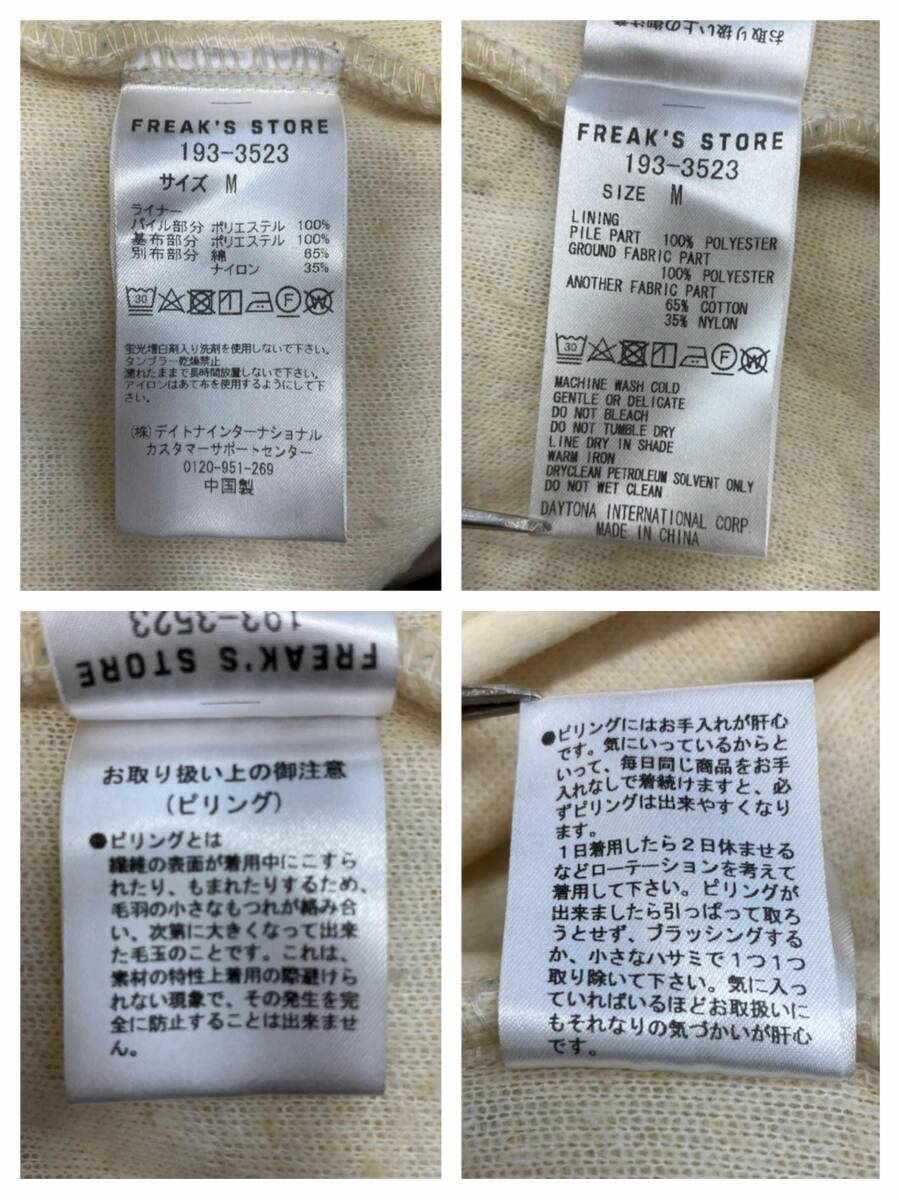 FREAK'S STORE
193-3523
サイズ M
ライナー
パイル部分 ポリエステル 100%
基布部分 ポリエステル 100%
別布部分 綿 65%
ナイロン 35%
30
F
W
蛍光増白剤入り洗剤を使用しないで下さい。
タンブラー乾燥禁止
濡れたままで長時間放置しないで下さい。
アイロンはあて布を使用するようにして下
さい。
(株)デイトナインターナショナル
カスタマーサポートセンター
0120-951-269
中国製
お取り扱い上の御注意
FREAK'S STORE
193-3523
SIZE M
LINING
PILE PART 100% POLYESTER
GROUND FABRIC PART
100% POLYESTER
ANOTHER FABRIC PART
65% COTTON
35% NYLON
30
F
W
MACHINE WASH COLD
GENTLE OR DELICATE
DO NOT BLEACH
DO NOT TUMBLE DRY
LINE DRY IN SHADE
WARM IRON
DRYCLEAN PETROLEUM SOLVENT ONLY
DO NOT WET CLEAN
DAYTONA INTERNATIONAL CORP.
MADE IN CHINA
193-3523
FREAK'S STORE
お取り扱い上の御注意
(ピリング)
●ピリングとは
繊維の表面が着用中にこすら
れたり、もまれたりするため、
毛羽の小さなもつれが絡み合
い、次第に大きくなって出来
た毛玉のことです。これは、
素材の特性上着用の際避けら
れない現象で、その発生を完
全に防止することは出来ませ
ん。
●ピリングにはお手入れが肝心
です。気にいっているからと
いって、毎日同じ商品をお手
入れなしで着続けますと、必
ずピリングは出来やすくなり
ます。
1日着用したら2日休ませる
などローテーションを考えて
着用して下さい。ピリングが
出来ましたら引っぱって取ろ
うとせず、ブラッシングする
か、小さなハサミで1つ1つ
取り除いて下さい。気に入っ
ていればいるほどお取扱いに
もそれなりの気づかいが肝心
です。